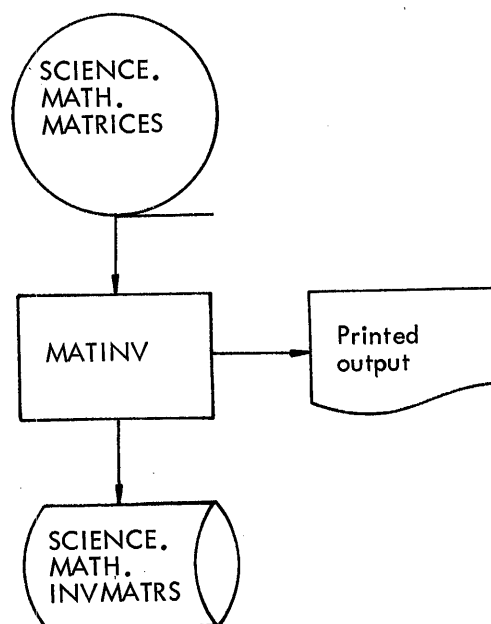 SCIENCE.
MATH.
MATRICES
MATINV
Printed
output
SCIENCE.
MATH.
INVMATRS